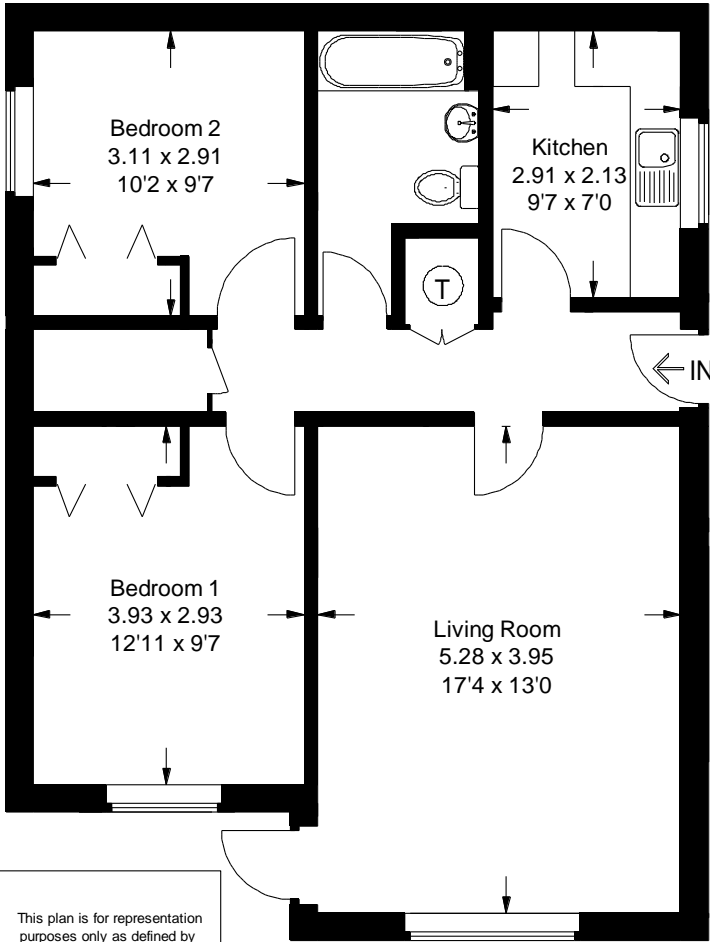 Bedroom 2
3.11 x 2.91
10'2 x 9'7
Kitchen
2.91 x 2.13
9'7 x 7'0
T
IN
Bedroom 1
3.93 x 2.93
12'11 x 9'7
Living Room
5.28 x 3.95
17'4 x 13'0
This plan is for representation
purposes only as defined by